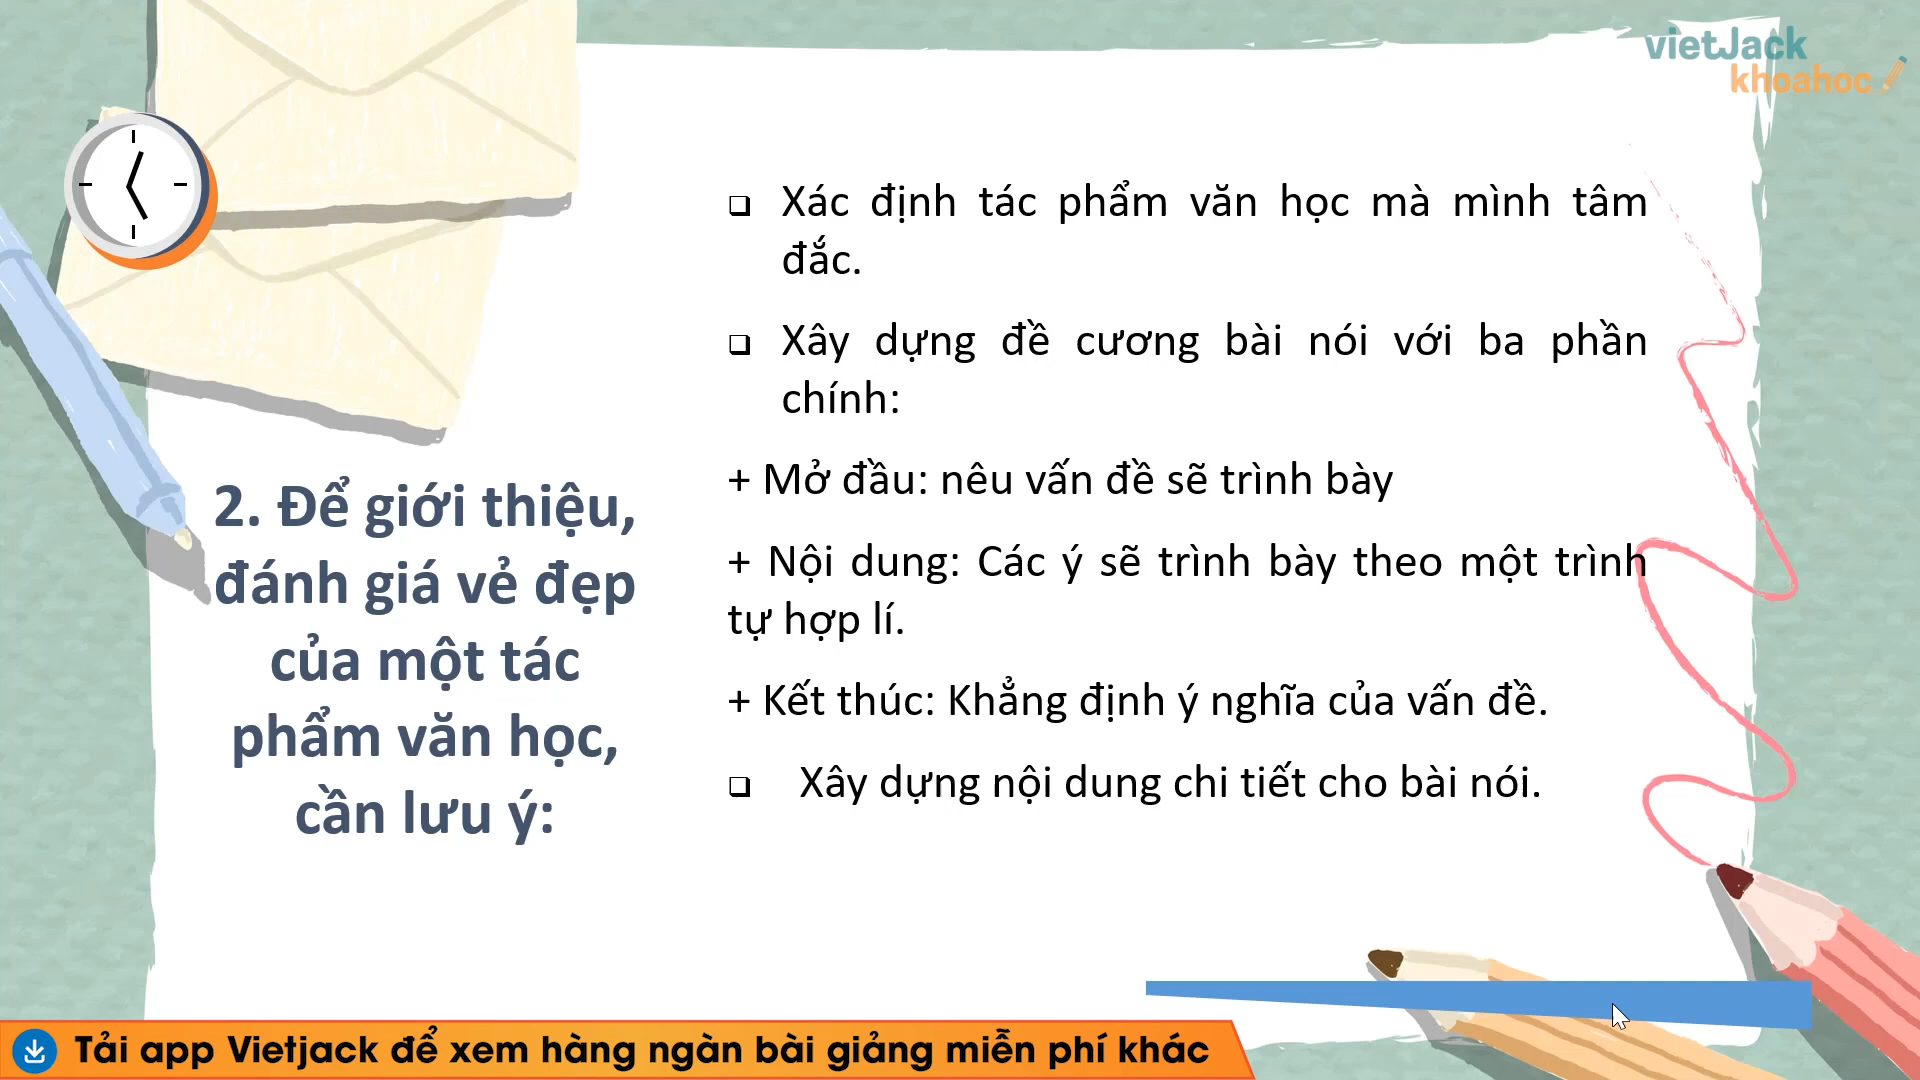 vietJack
khoahoc
2. Để giới thiệu,
đánh giá vẻ đẹp
của một tác
phẩm văn học,
cần lưu ý:
❑ Xác định tác phẩm văn học mà mình tâm
đắc.
❑ Xây dựng đề cương bài nói với ba phần
chính:
+ Mở đầu: nêu vấn đề sẽ trình bày
+ Nội dung: Các ý sẽ trình bày theo một trình
tự hợp lí.
+ Kết thúc: Khẳng định ý nghĩa của vấn đề.
❑ Xây dựng nội dung chi tiết cho bài nói.
Tải app Vietjack để xem hàng ngàn bài giảng miễn phí khác